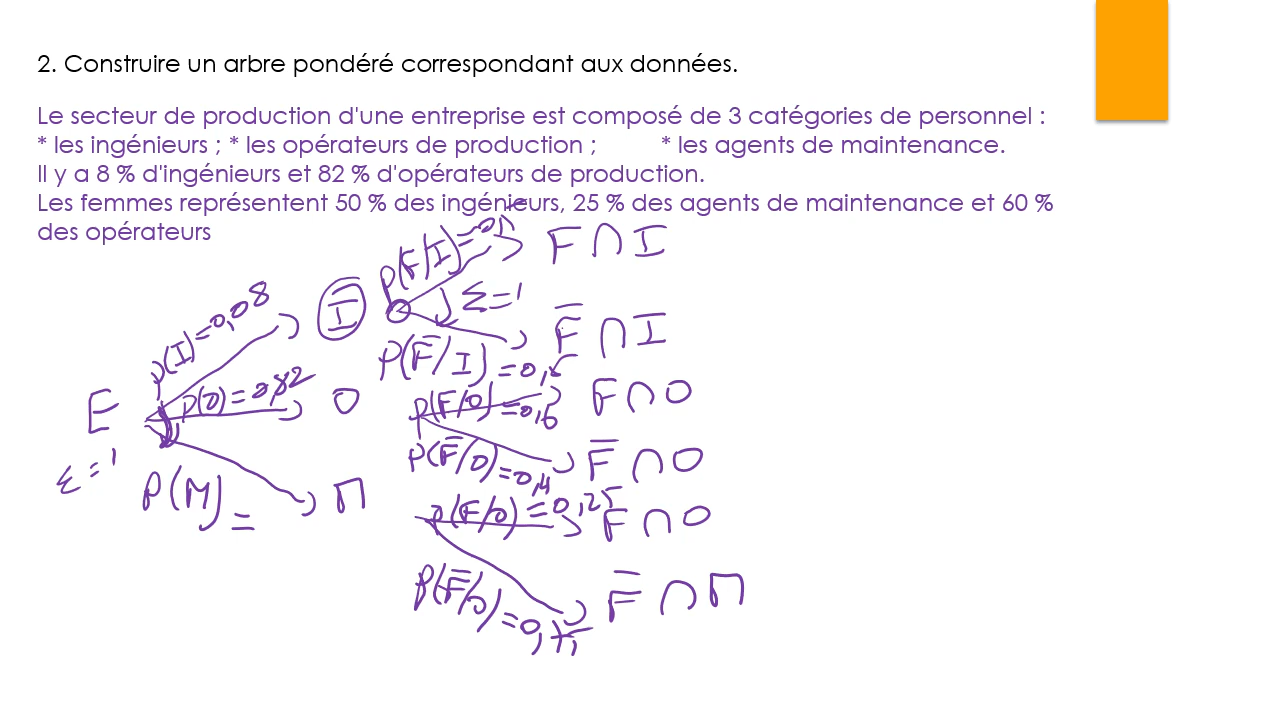 2. Construire un arbre pondéré correspondant aux données.
Le secteur de production d'une entreprise est composé de 3 catégories de personnel :
* les ingénieurs ; * les opérateurs de production ; * les agents de maintenance.
Il y a 8 % d'ingénieurs et 82 % d'opérateurs de production.
Les femmes représentent 50 % des ingénieurs, 25 % des agents de maintenance et 60 %
des opérateurs
P(F/I)=0,5
F ∩ I
P(I)=0,08
I
Σ=1
F̅ ∩ I
P(F̅/I)=0,5
E
P(O)=0,82
O
P(F/O)=0,6
F ∩ O
Σ=1
P(F̅/O)=0,4
F̅ ∩ O
P(M)=
M
P(F/O)=0,25
F ∩ O
P(F̅/O)=0,75
F̅ ∩ M